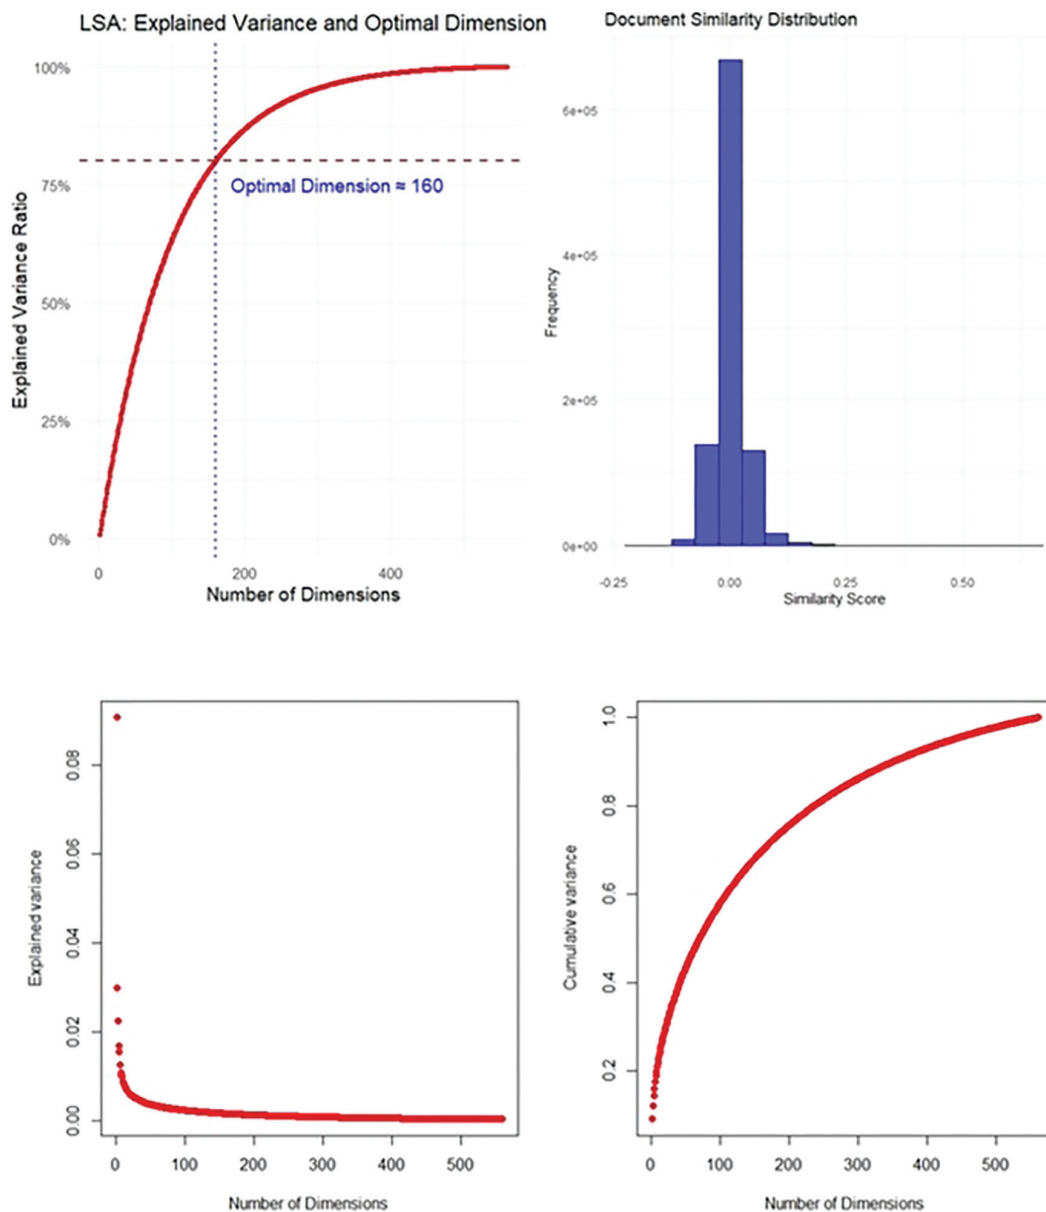 LSA: Explained Variance and Optimal Dimension
100%
75%
50%
25%
0%
Explained Variance Ratio
Optimal Dimension ≈ 160
0
200
400
Number of Dimensions
Document Similarity Distribution
6e+05
4e+05
2e+05
0e+00
Frequency
-0.25
0.00
0.25
0.50
Similarity Score
0.08
0.06
0.04
0.02
0.00
Explained variance
0
100
200
300
400
500
Number of Dimensions
1.0
0.8
0.6
0.4
0.2
Cumulative variance
0
100
200
300
400
500
Number of Dimensions